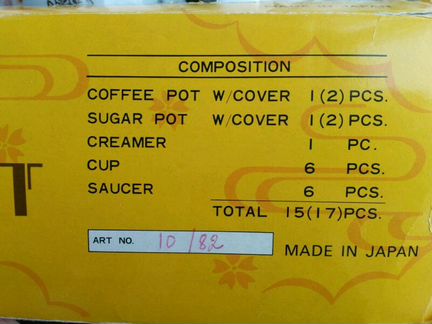 COMPOSITION
COFFEE POT W/COVER 1(2) PCS.
SUGAR POT W/COVER 1(2) PCS.
CREAMER 1 PC.
CUP 6 PCS.
SAUCER 6 PCS.
TOTAL 15(17)PCS.
ART NO. 10/82
MADE IN JAPAN